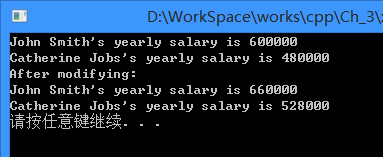 D:\WorkSpace\works\cpp\Ch_3\
John Smith's yearly salary is 600000
Catherine Jobs's yearly salary is 480000
After modifying:
John Smith's yearly salary is 660000
Catherine Jobs's yearly salary is 528000
请按任意键继续. . .